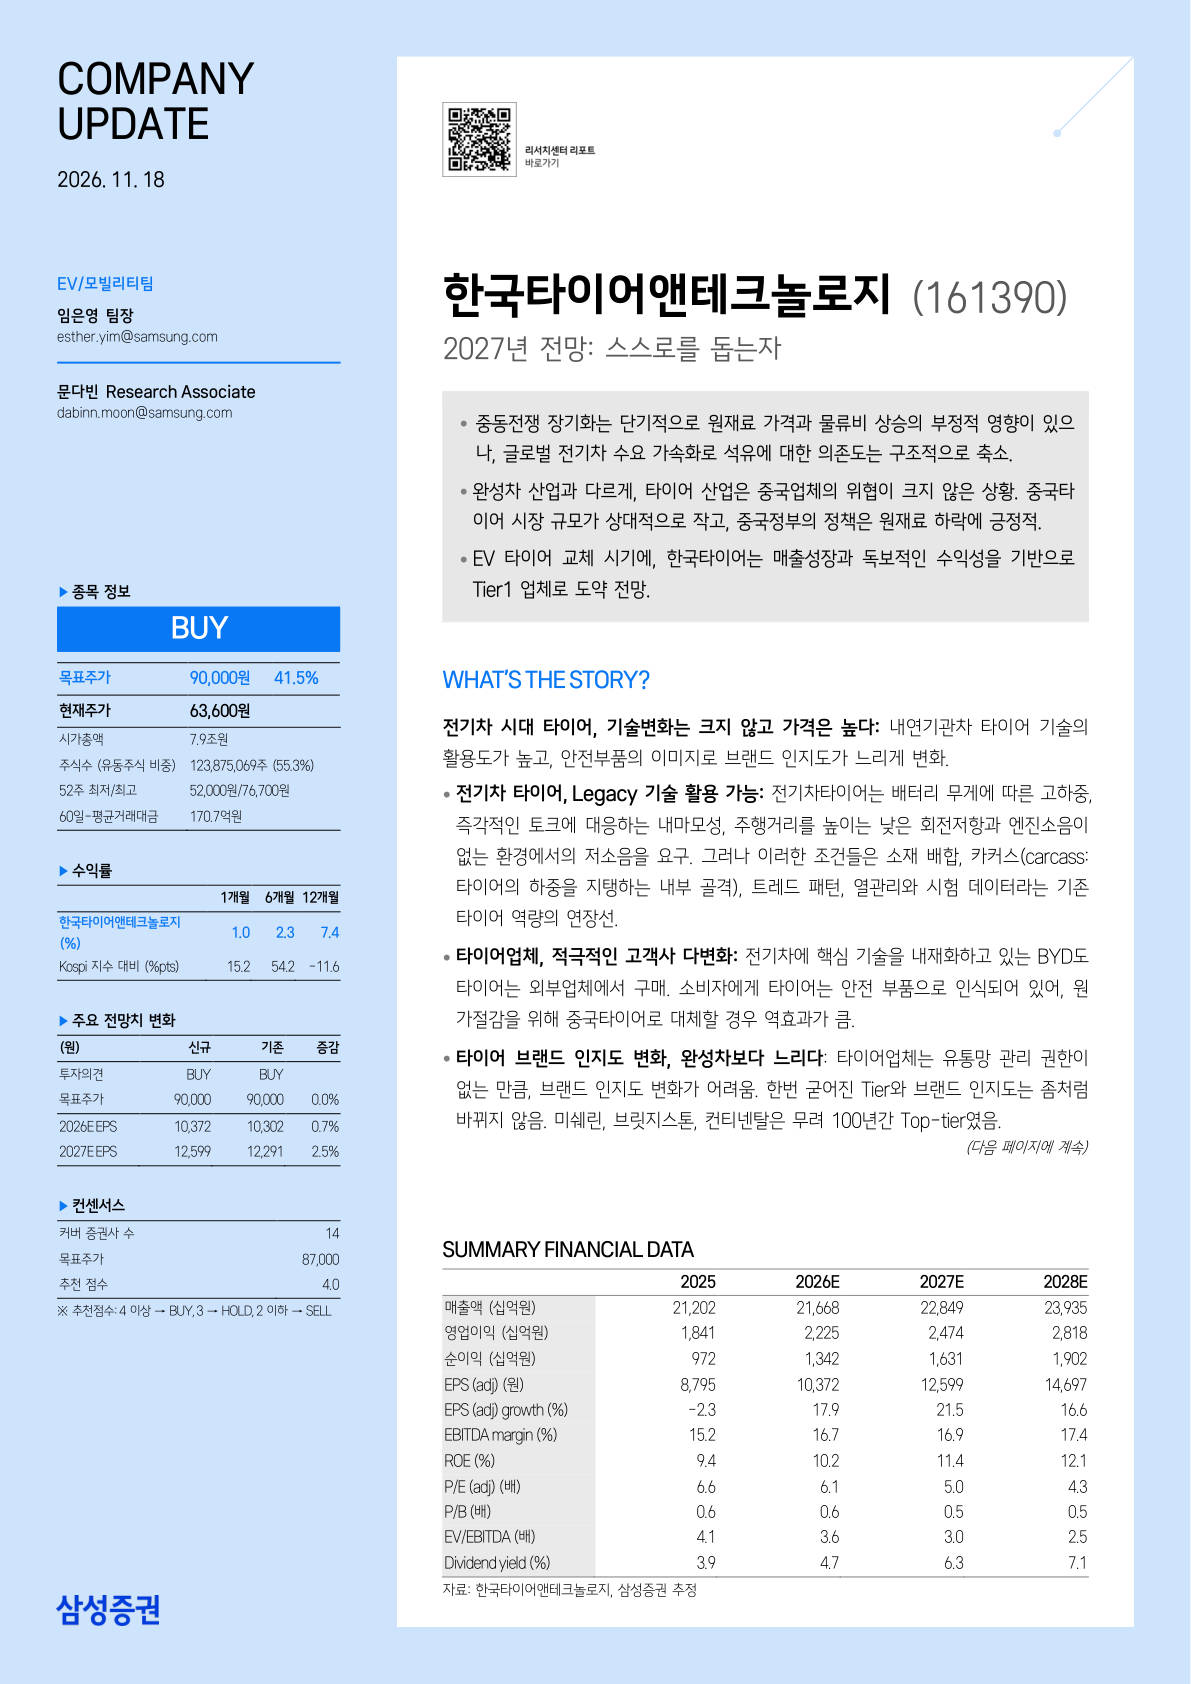 COMPANY
UPDATE
2026. 11. 18
EV/모빌리티팀
임은영 팀장
esther.yim@samsung.com
문다빈 Research Associate
dabinn.moon@samsung.com
▶ 종목 정보
BUY
목표주가 90,000원 41.5%
현재주가 63,600원
시가총액 7.9조원
주식수 (유동주식 비중) 123,875,069주 (55.3%)
52주 최저/최고 52,000원/76,700원
60일-평균거래대금 170.7억원
▶ 수익률
1개월 6개월 12개월
한국타이어앤테크놀로지
(%) 1.0 2.3 7.4
Kospi 지수 대비 (%pts) 15.2 54.2 -11.6
▶ 주요 전망치 변화
(원) 신규 기존 증감
투자의견 BUY BUY
목표주가 90,000 90,000 0.0%
2026E EPS 10,372 10,302 0.7%
2027E EPS 12,599 12,291 2.5%
▶ 컨센서스
커버 증권사 수 14
목표주가 87,000
추천 점수 4.0
※ 추천점수: 4 이상 → BUY, 3 → HOLD, 2 이하 → SELL
삼성증권
리서치센터 리포트
바로가기
한국타이어앤테크놀로지 (161390)
2027년 전망: 스스로를 돕는자
• 중동전쟁 장기화는 단기적으로 원재료 가격과 물류비 상승의 부정적 영향이 있으
나, 글로벌 전기차 수요 가속화로 석유에 대한 의존도는 구조적으로 축소.
• 완성차 산업과 다르게, 타이어 산업은 중국업체의 위협이 크지 않은 상황. 중국타
이어 시장 규모가 상대적으로 작고, 중국정부의 정책은 원재료 하락에 긍정적.
• EV 타이어 교체 시기에, 한국타이어는 매출성장과 독보적인 수익성을 기반으로
Tier1 업체로 도약 전망.
WHAT'S THE STORY?
전기차 시대 타이어, 기술변화는 크지 않고 가격은 높다: 내연기관차 타이어 기술의
활용도가 높고, 안전부품의 이미지로 브랜드 인지도가 느리게 변화.
• 전기차 타이어, Legacy 기술 활용 가능: 전기차타이어는 배터리 무게에 따른 고하중,
즉각적인 토크에 대응하는 내마모성, 주행거리를 높이는 낮은 회전저항과 엔진소음이
없는 환경에서의 저소음을 요구. 그러나 이러한 조건들은 소재 배합, 카커스(carcass:
타이어의 하중을 지탱하는 내부 골격), 트레드 패턴, 열관리와 시험 데이터라는 기존
타이어 역량의 연장선.
• 타이어업체, 적극적인 고객사 다변화: 전기차에 핵심 기술을 내재화하고 있는 BYD도
타이어는 외부업체에서 구매. 소비자에게 타이어는 안전 부품으로 인식되어 있어, 원
가절감을 위해 중국타이어로 대체할 경우 역효과가 큼.
• 타이어 브랜드 인지도 변화, 완성차보다 느리다: 타이어업체는 유통망 관리 권한이
없는 만큼, 브랜드 인지도 변화가 어려움. 한번 굳어진 Tier와 브랜드 인지도는 좀처럼
바뀌지 않음. 미쉐린, 브릿지스톤, 컨티넨탈은 무려 100년간 Top-tier였음.
(다음 페이지에 계속)
SUMMARY FINANCIAL DATA
2025 2026E 2027E 2028E
매출액 (십억원) 21,202 21,668 22,849 23,935
영업이익 (십억원) 1,841 2,225 2,474 2,818
순이익 (십억원) 972 1,342 1,631 1,902
EPS (adj) (원) 8,795 10,372 12,599 14,697
EPS (adj) growth (%) -2.3 17.9 21.5 16.6
EBITDA margin (%) 15.2 16.7 16.9 17.4
ROE (%) 9.4 10.2 11.4 12.1
P/E (adj) (배) 6.6 6.1 5.0 4.3
P/B (배) 0.6 0.6 0.5 0.5
EV/EBITDA (배) 4.1 3.6 3.0 2.5
Dividend yield (%) 3.9 4.7 6.3 7.1
자료: 한국타이어앤테크놀로지, 삼성증권 추정